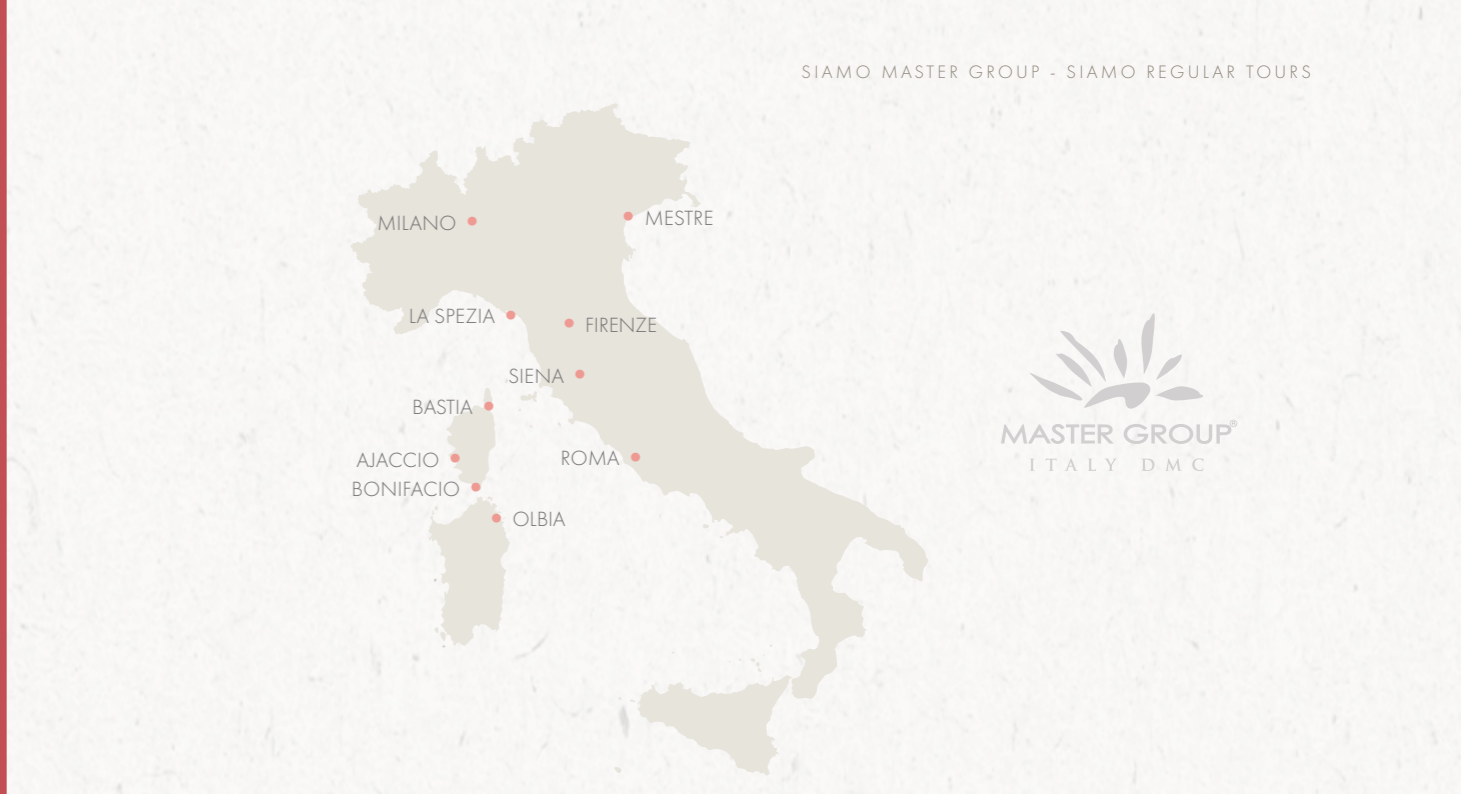 SIAMO MASTER GROUP - SIAMO REGULAR TOURS
MILANO
MESTRE
LA SPEZIA
FIRENZE
SIENA
BASTIA
AJACCIO
ROMA
BONIFACIO
OLBIA
MASTER GROUP®
ITALY DMC